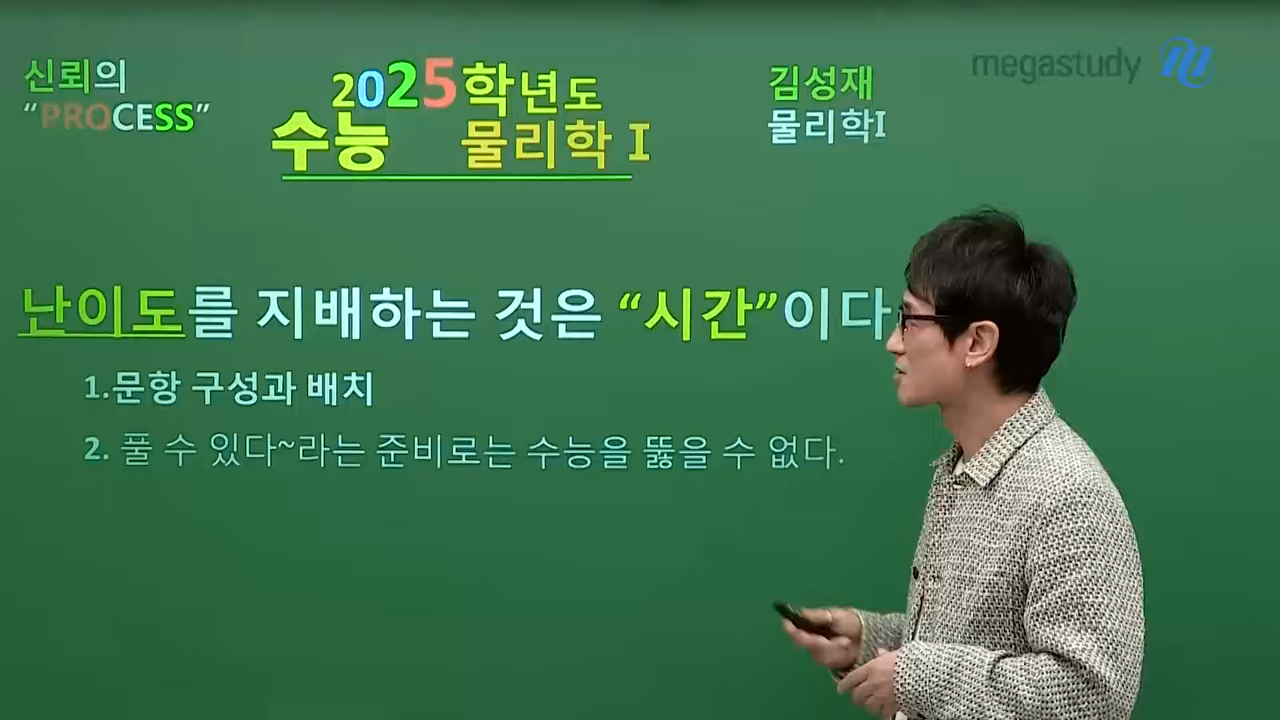 신뢰의
“PROCESS”
2025학년도
수능 물리학 I
김성재
물리학I
megastudy
난이도를 지배하는 것은 “시간”이다
1.문항 구성과 배치
2. 풀 수 있다~라는 준비로는 수능을 뚫을 수 없다.